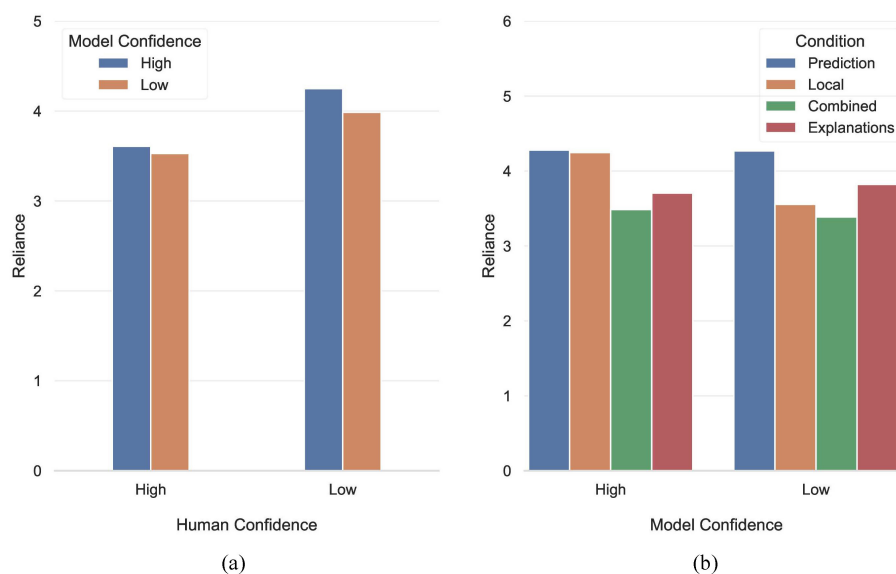 5
4
3
2
1
0
Reliance
Model Confidence
High
Low
High
Low
Human Confidence
(a)
6
5
4
3
2
1
0
Reliance
Condition
Prediction
Local
Combined
Explanations
High
Low
Model Confidence
(b)